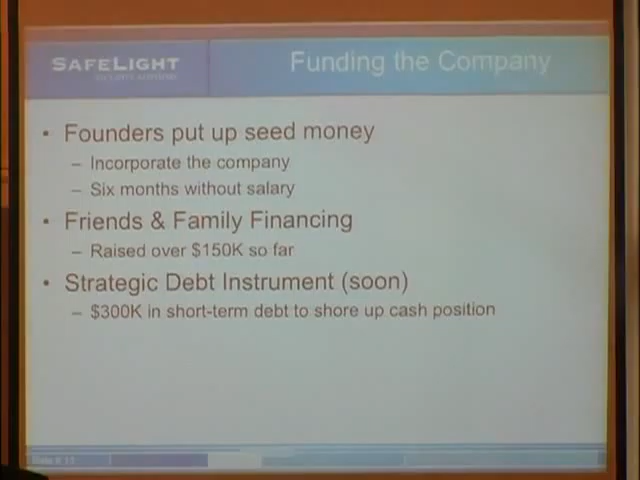 SAFELIGHT
Funding the Company
• Founders put up seed money
– Incorporate the company
– Six months without salary
• Friends & Family Financing
– Raised over $150K so far
• Strategic Debt Instrument (soon)
– $300K in short-term debt to shore up cash position